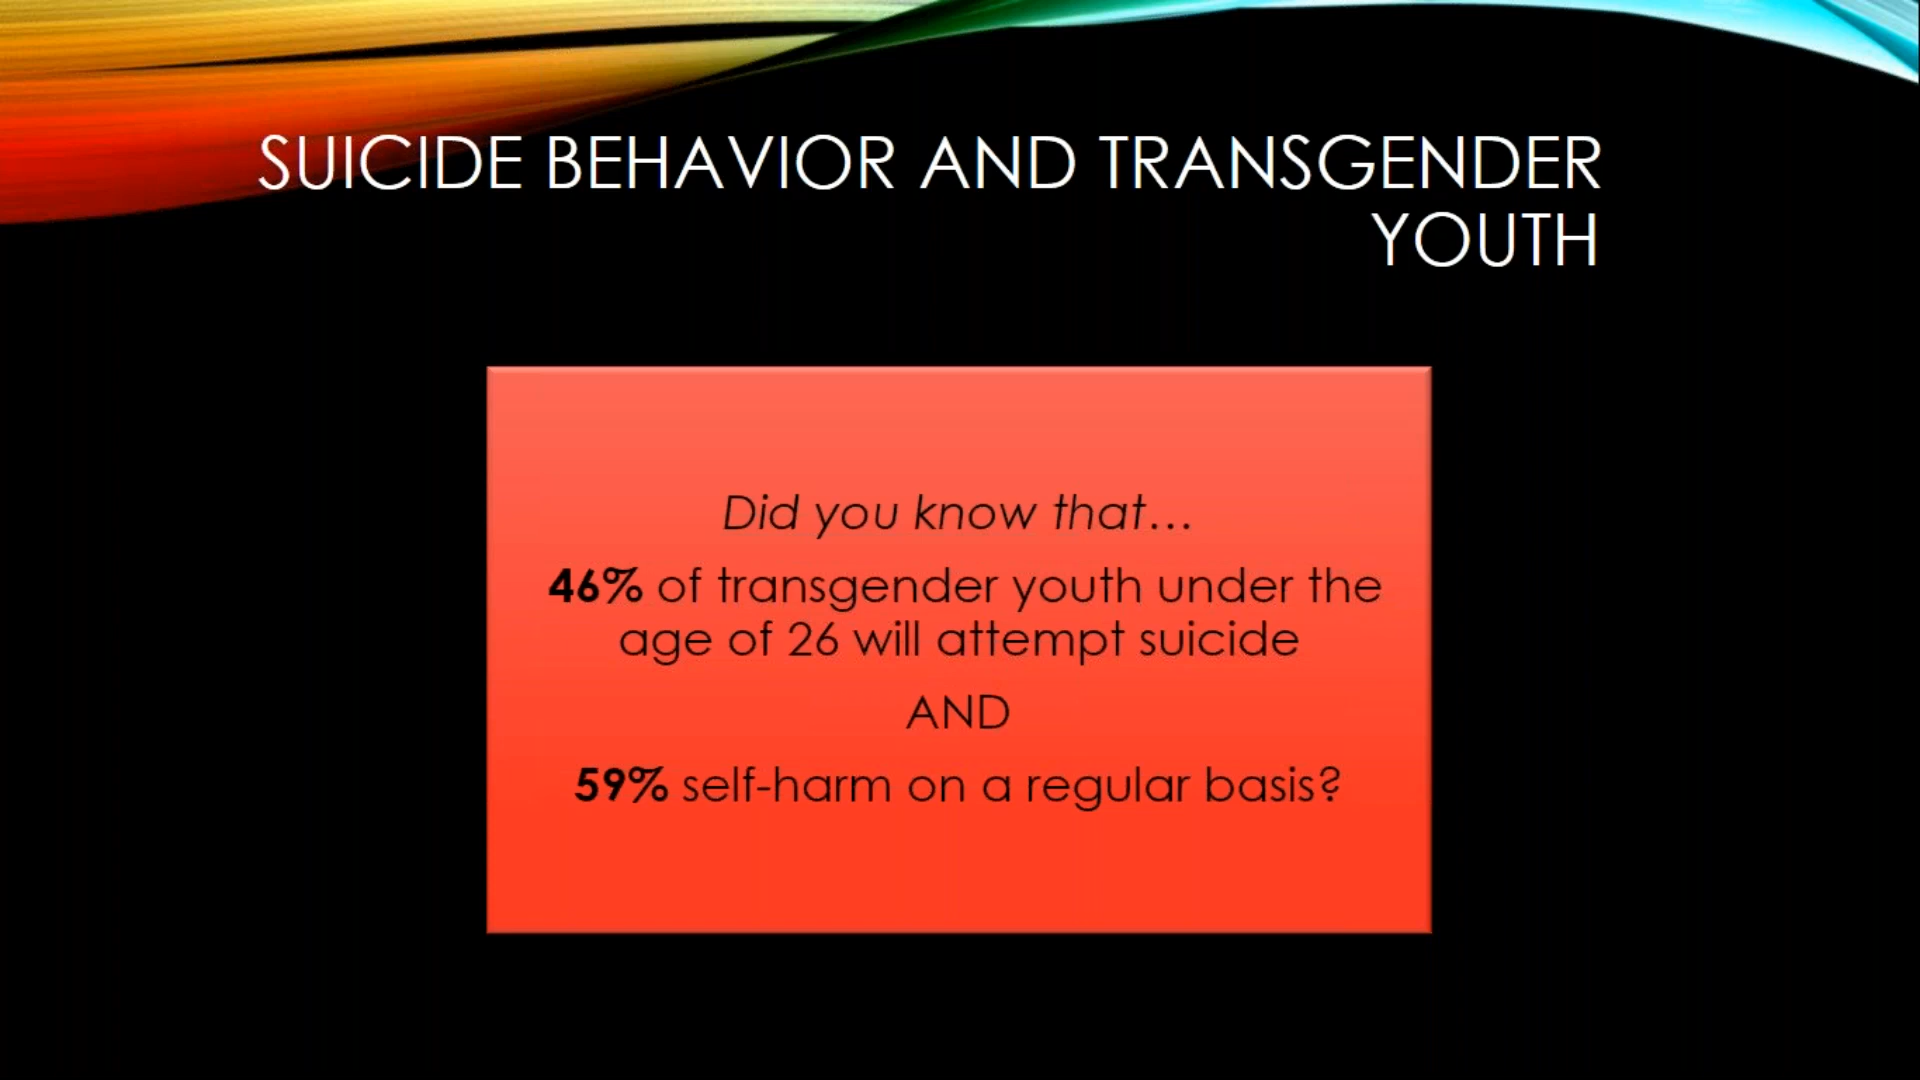 SUICIDE BEHAVIOR AND TRANSGENDER
YOUTH
Did you know that...
46% of transgender youth under the
age of 26 will attempt suicide
AND
59% self-harm on a regular basis?